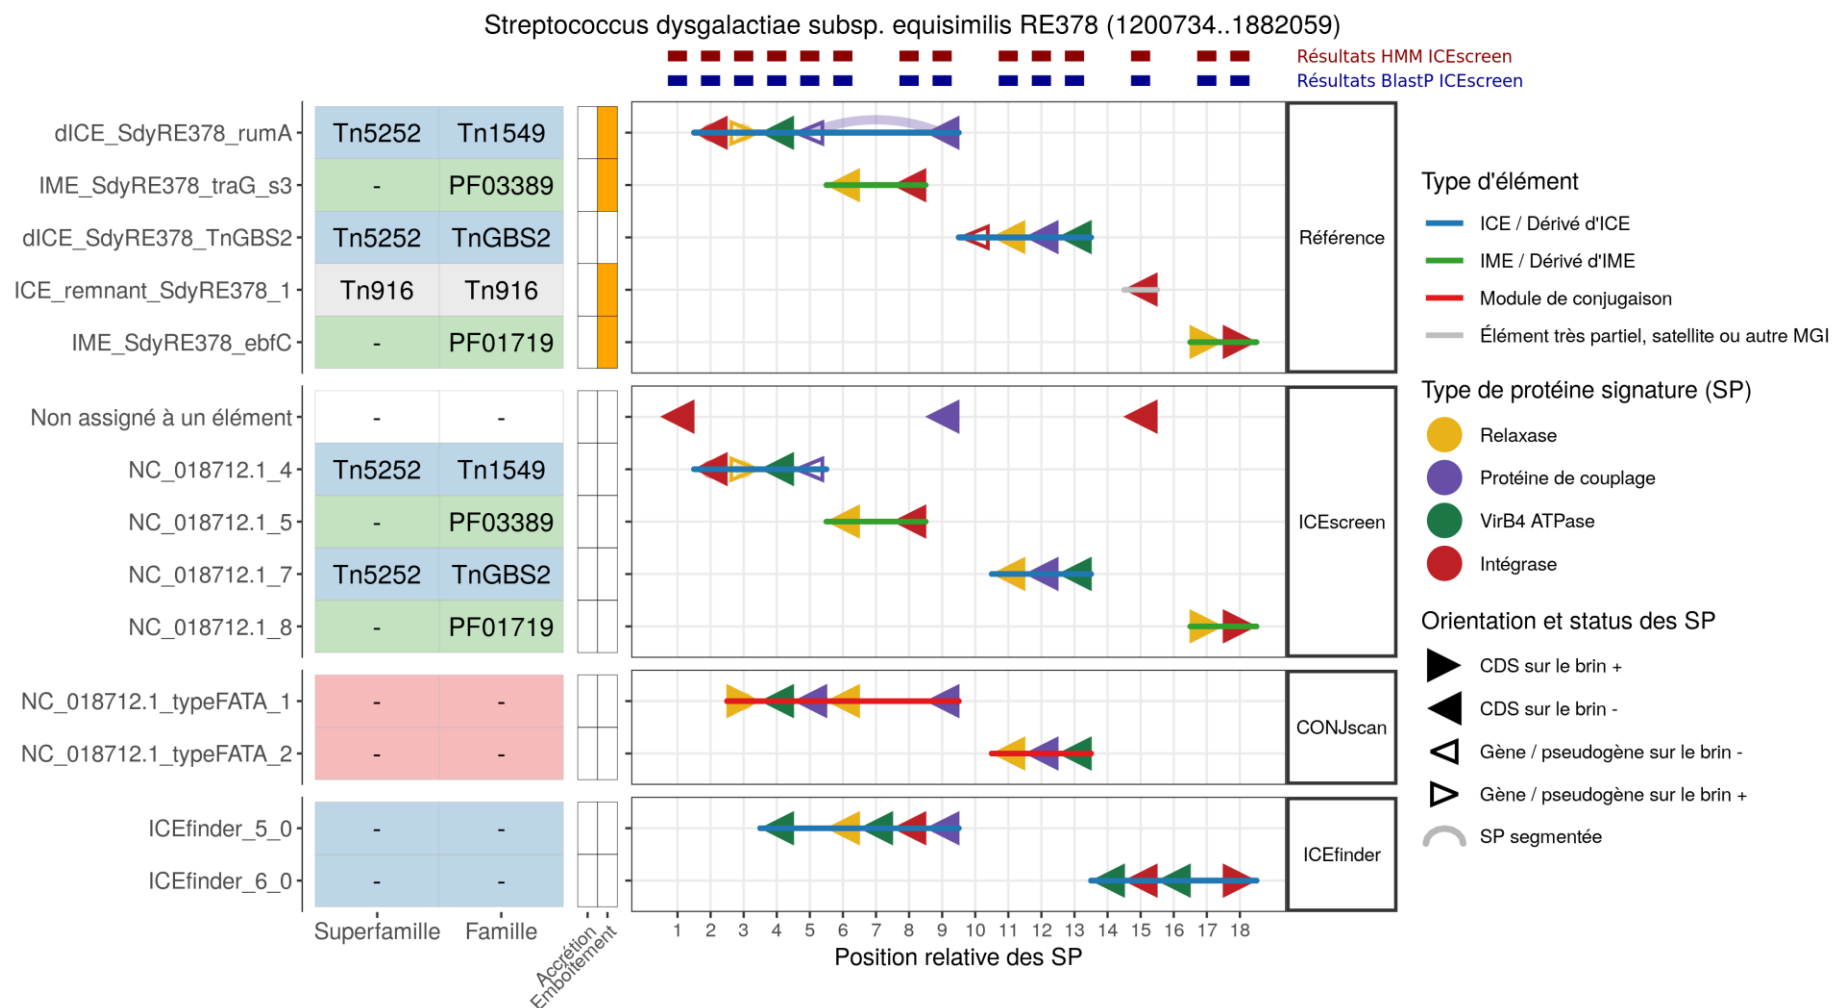 Streptococcus dysgalactiae subsp. equisimilis RE378 (1200734..1882059)
Résultats HMM ICEscreen
Résultats BlastP ICEscreen
dICE_SdyRE378_rumA Tn5252 Tn1549
IME_SdyRE378_traG_s3 - PF03389
dICE_SdyRE378_TnGBS2 Tn5252 TnGBS2
ICE_remnant_SdyRE378_1 Tn916 Tn916
IME_SdyRE378_ebfC - PF01719
Référence
Non assigné à un élément - -
NC_018712.1_4 Tn5252 Tn1549
NC_018712.1_5 - PF03389
NC_018712.1_7 Tn5252 TnGBS2
NC_018712.1_8 - PF01719
ICEscreen
NC_018712.1_typeFATA_1 - -
NC_018712.1_typeFATA_2 - -
CONJscan
ICEfinder_5_0 - -
ICEfinder_6_0 - -
ICEfinder
Superfamille Famille
Accrétion
Emboîtement
1 2 3 4 5 6 7 8 9 10 11 12 13 14 15 16 17 18
Position relative des SP
Type d'élément
ICE / Dérivé d'ICE
IME / Dérivé d'IME
Module de conjugaison
Élément très partiel, satellite ou autre MGI
Type de protéine signature (SP)
Relaxase
Protéine de couplage
VirB4 ATPase
Intégrase
Orientation et status des SP
CDS sur le brin +
CDS sur le brin -
Gène / pseudogène sur le brin -
Gène / pseudogène sur le brin +
SP segmentée